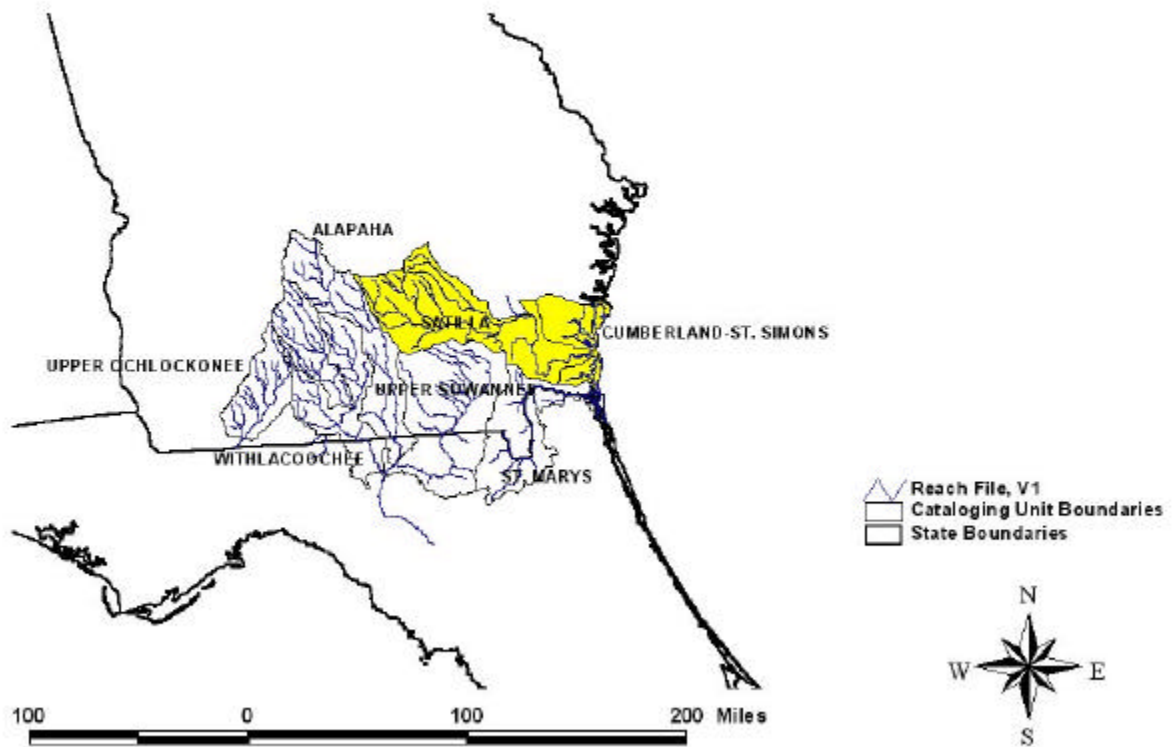 ALAPAHA
SATILLA
CUMBERLAND-ST. SIMONS
UPPER OCHLOCKONEE
UPPER SUWANNEE
WITHLACOOCHEE
ST. MARYS
Reach File, V1
Cataloging Unit Boundaries
State Boundaries
N
W E
S
100 0 100 200 Miles